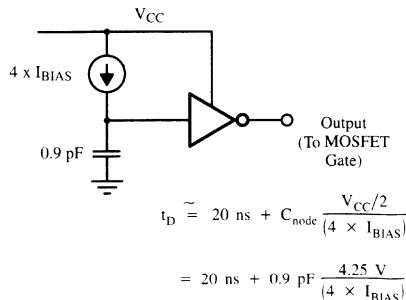 V_CC
4 x I_BIAS
0.9 pF
Output
(To MOSFET
Gate)
t_D ≅ 20 ns + C_node V_CC/2 / (4 × I_BIAS)
= 20 ns + 0.9 pF 4.25 V / (4 × I_BIAS)